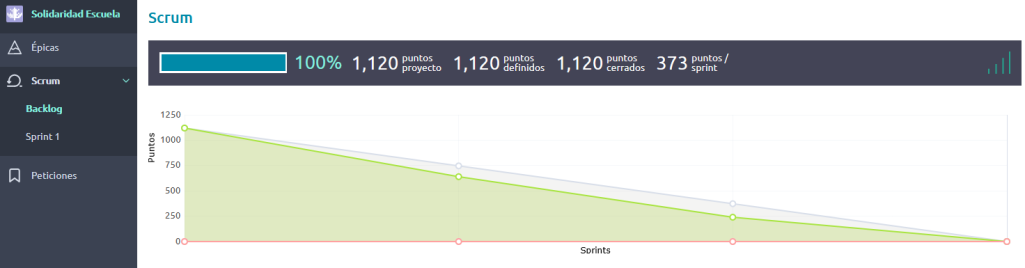 Solidaridad Escuela
Épicas
Scrum
Backlog
Sprint 1
Peticiones
Scrum
100% 1,120 puntos proyecto 1,120 puntos definidos 1,120 puntos cerrados 373 puntos / sprint
Puntos
1250
1000
750
500
250
0
Sprints